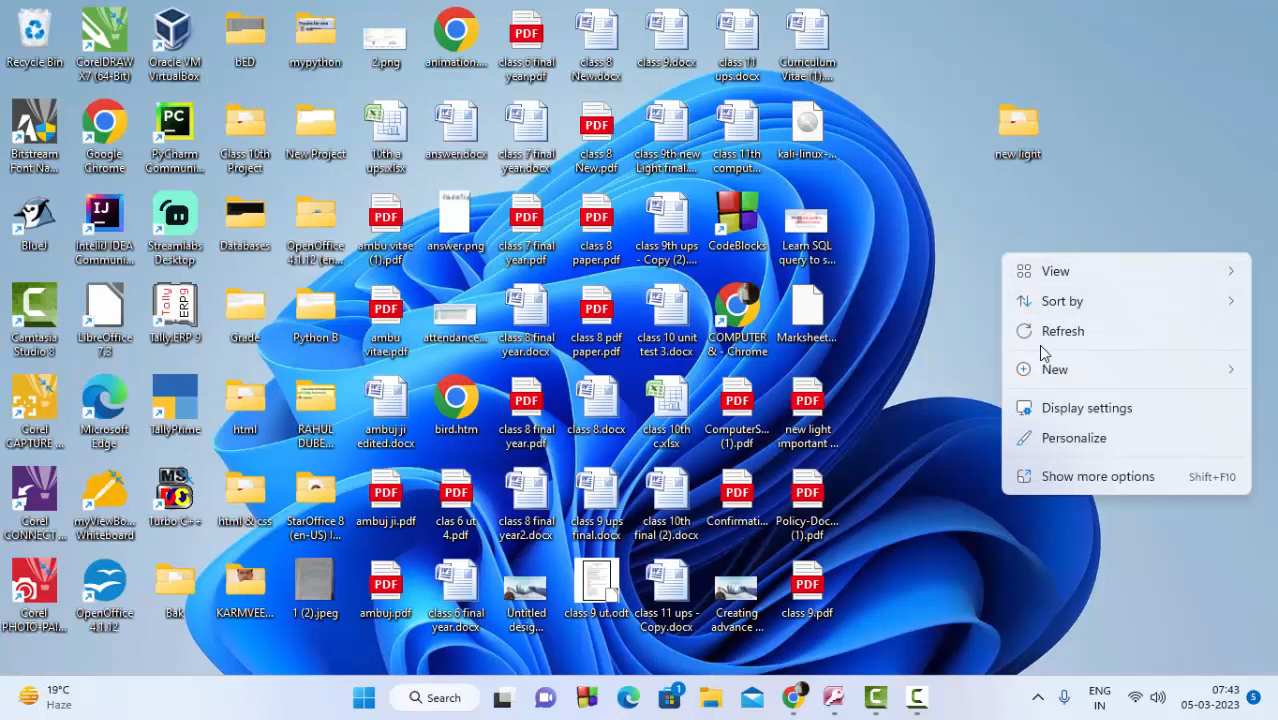 Recycle Bin
CorelDRAW
X7 (64-Bit)
Oracle VM
VirtualBox
bED
mypython
2.png
animation....
class 6 final
year.pdf
class 8
New.docx
class 9.docx
class 11
ups.docx
Curriculum
Vitae (1)....
Bitstream
Font Na...
Google
Chrome
PyCharm
Communi...
Class 10th
Project
New Project
10th a
ups.xlsx
answer.docx
class 7 final
year.docx
class 8
New.pdf
class 9th new
Light final....
class 11th
comput...
kali-linux-...
new light
BlueJ
IntelliJ IDEA
Communi...
Streamlabs
Desktop
Databases
OpenOffice
4.1.12 (en...
ambu vitae
(1).pdf
answer.png
class 7 final
year.pdf
class 8
paper.pdf
class 9th ups
- Copy (2)....
CodeBlocks
Learn SQL
query to s...
Camtasia
Studio 8
LibreOffice
7.3
Tally.ERP 9
Grade
Python B
ambu
vitae.pdf
attendance...
class 8 final
year.docx
class 8 pdf
paper.pdf
class 10 unit
test 3.docx
COMPUTER
& - Chrome
Marksheet...
Corel
CAPTURE ...
Microsoft
Edge
TallyPrime
html
RAHUL
DUBE...
ambuj ji
edited.docx
bird.htm
class 8 final
year.pdf
class 8.docx
class 10th
c.xlsx
ComputerS...
(1).pdf
new light
important ...
Corel
CONNECT ...
myViewBo...
Whiteboard
Turbo C++
html & css
StarOffice 8
(en-US) I...
ambuj ji.pdf
clas 6 ut
4.pdf
class 8 final
year2.docx
class 9 ups
final.docx
class 10th
final (2).docx
Confirmati...
Policy-Doc...
(1).pdf
Corel
PHOTO-PAI...
OpenOffice
4.1.12
Bak
KARMVEE...
1 (2).jpeg
ambuj.pdf
class 6 final
year.docx
Untitled
desig...
class 9 ut.odt
class 11 ups -
Copy.docx
Creating
advance ...
class 9.pdf
View
Sort by
Refresh
New
Display settings
Personalize
Show more options Shift+F10
19°C
Haze
Search
ENG
IN
07:43
05-03-2023
5